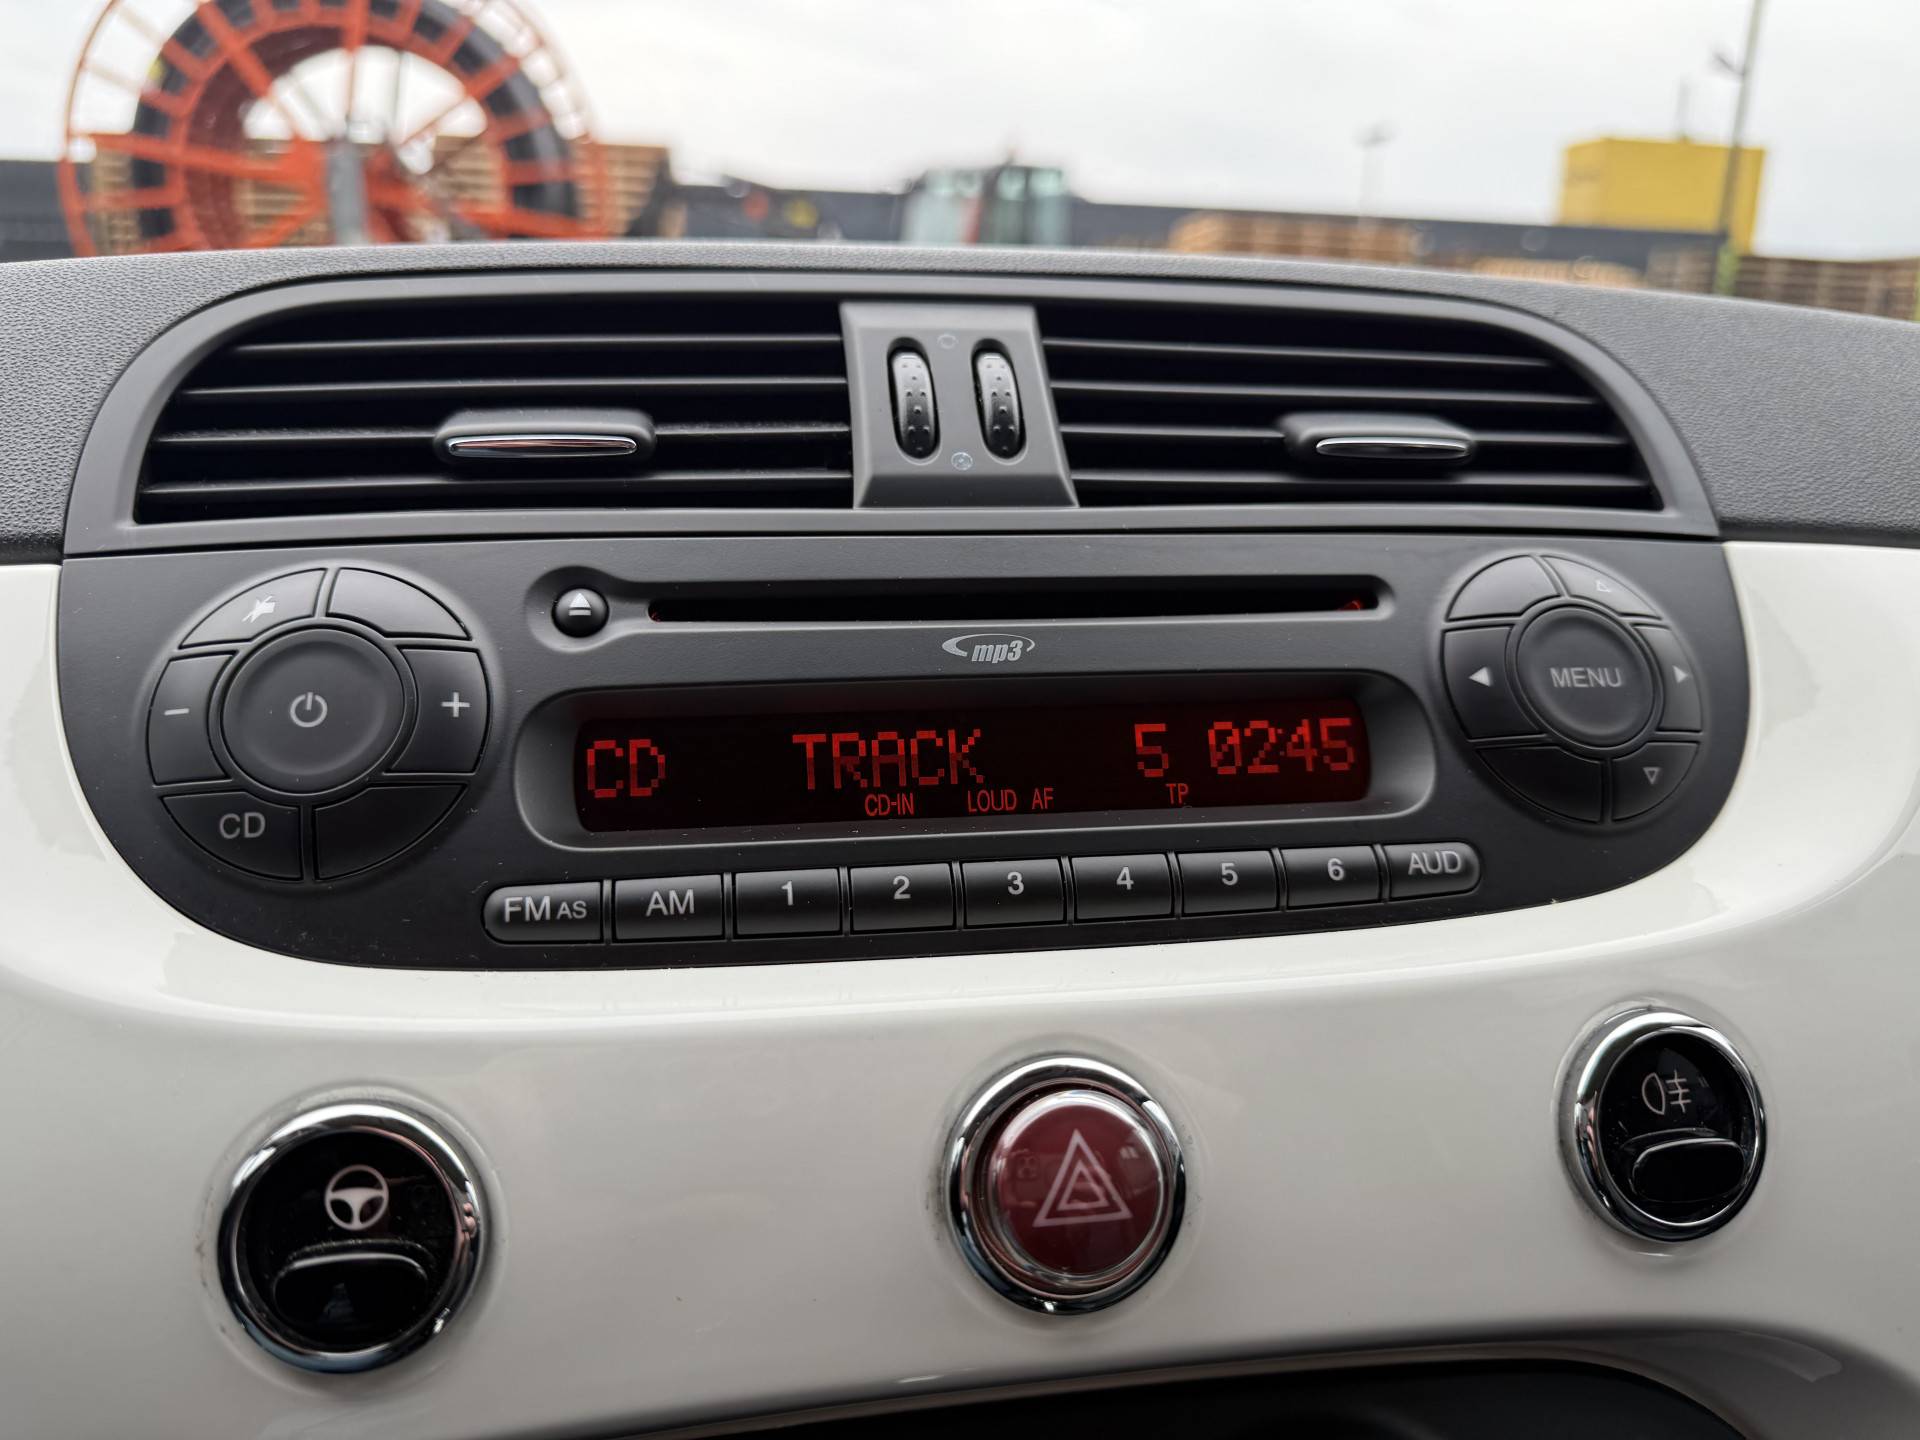 mp3
MENU
CD TRACK 5 02:45
CD-IN LOUD AF TP
CD
FM AS AM 1 2 3 4 5 6 AUD